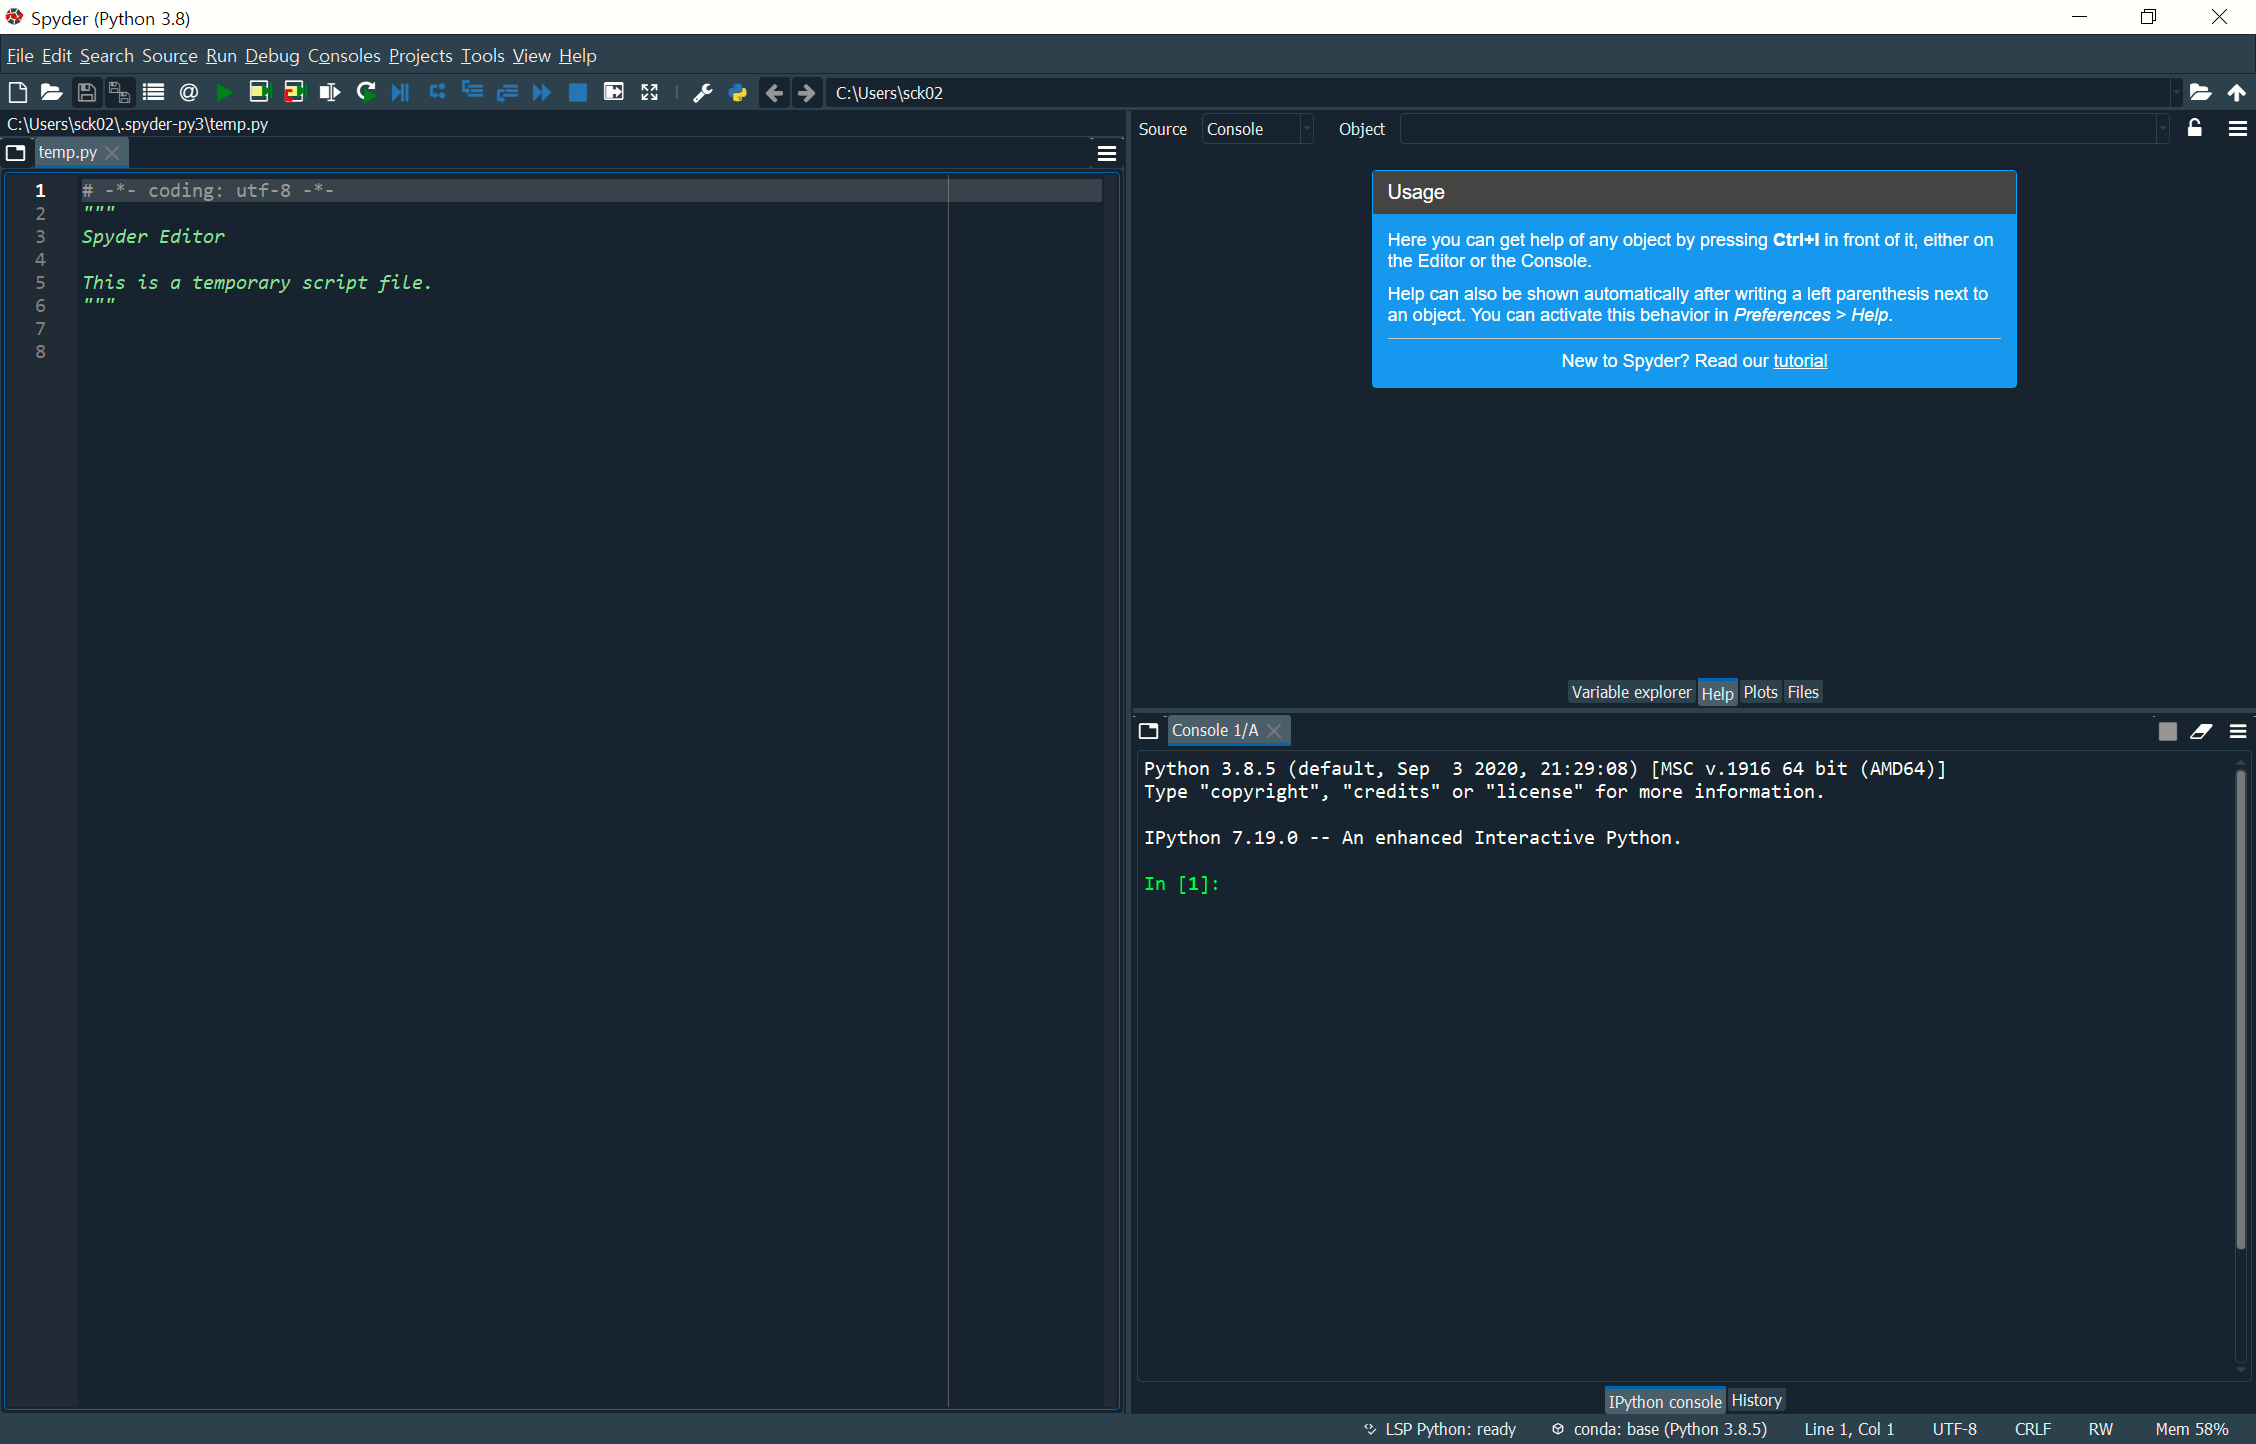 Spyder (Python 3.8)
File Edit Search Source Run Debug Consoles Projects Tools View Help
C:\Users\sck02
C:\Users\sck02\.spyder-py3\temp.py
temp.py
1 # -*- coding: utf-8 -*-
2 """
3 Spyder Editor
4
5 This is a temporary script file.
6 """
7
8
Source Console Object
Usage
Here you can get help of any object by pressing Ctrl+I in front of it, either on
the Editor or the Console.
Help can also be shown automatically after writing a left parenthesis next to
an object. You can activate this behavior in Preferences > Help.
New to Spyder? Read our tutorial
Variable explorer Help Plots Files
Console 1/A
Python 3.8.5 (default, Sep  3 2020, 21:29:08) [MSC v.1916 64 bit (AMD64)]
Type "copyright", "credits" or "license" for more information.
IPython 7.19.0 -- An enhanced Interactive Python.
In [1]:
IPython console History
LSP Python: ready conda: base (Python 3.8.5) Line 1, Col 1 UTF-8 CRLF RW Mem 58%